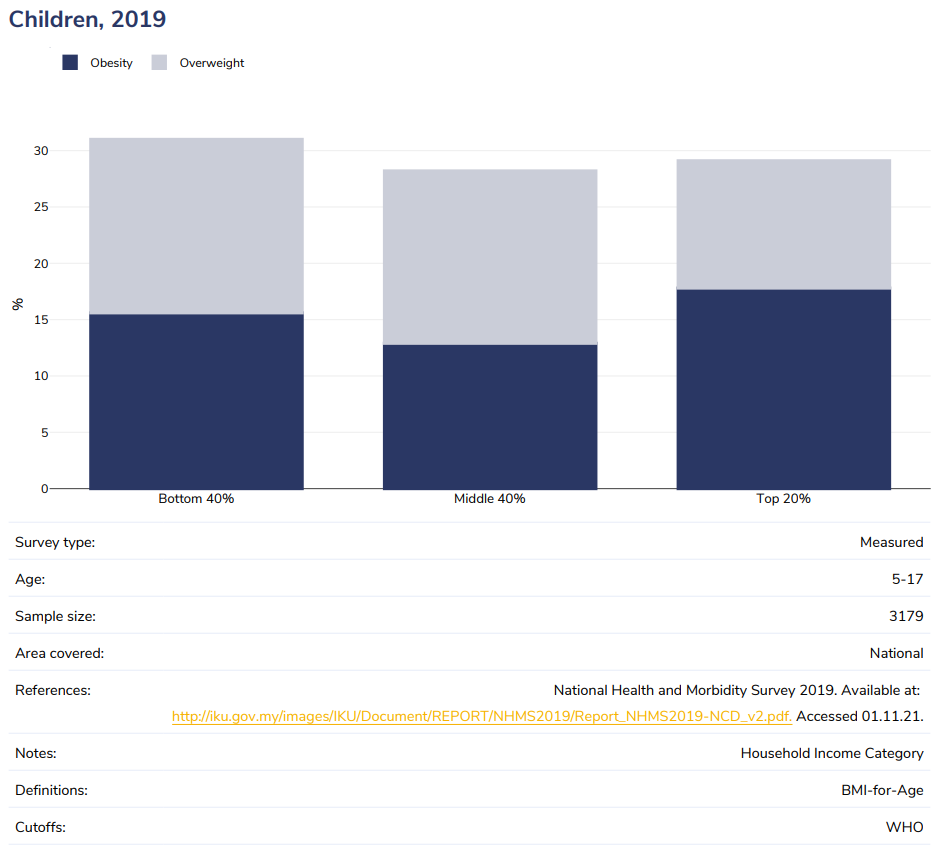 Children, 2019
Obesity Overweight
30
25
20
15
10
5
0
%
Bottom 40% Middle 40% Top 20%
Survey type: Measured
Age: 5-17
Sample size: 3179
Area covered: National
References: National Health and Morbidity Survey 2019. Available at:
http://iku.gov.my/images/IKU/Document/REPORT/NHMS2019/Report_NHMS2019-NCD_v2.pdf. Accessed 01.11.21.
Notes: Household Income Category
Definitions: BMI-for-Age
Cutoffs: WHO